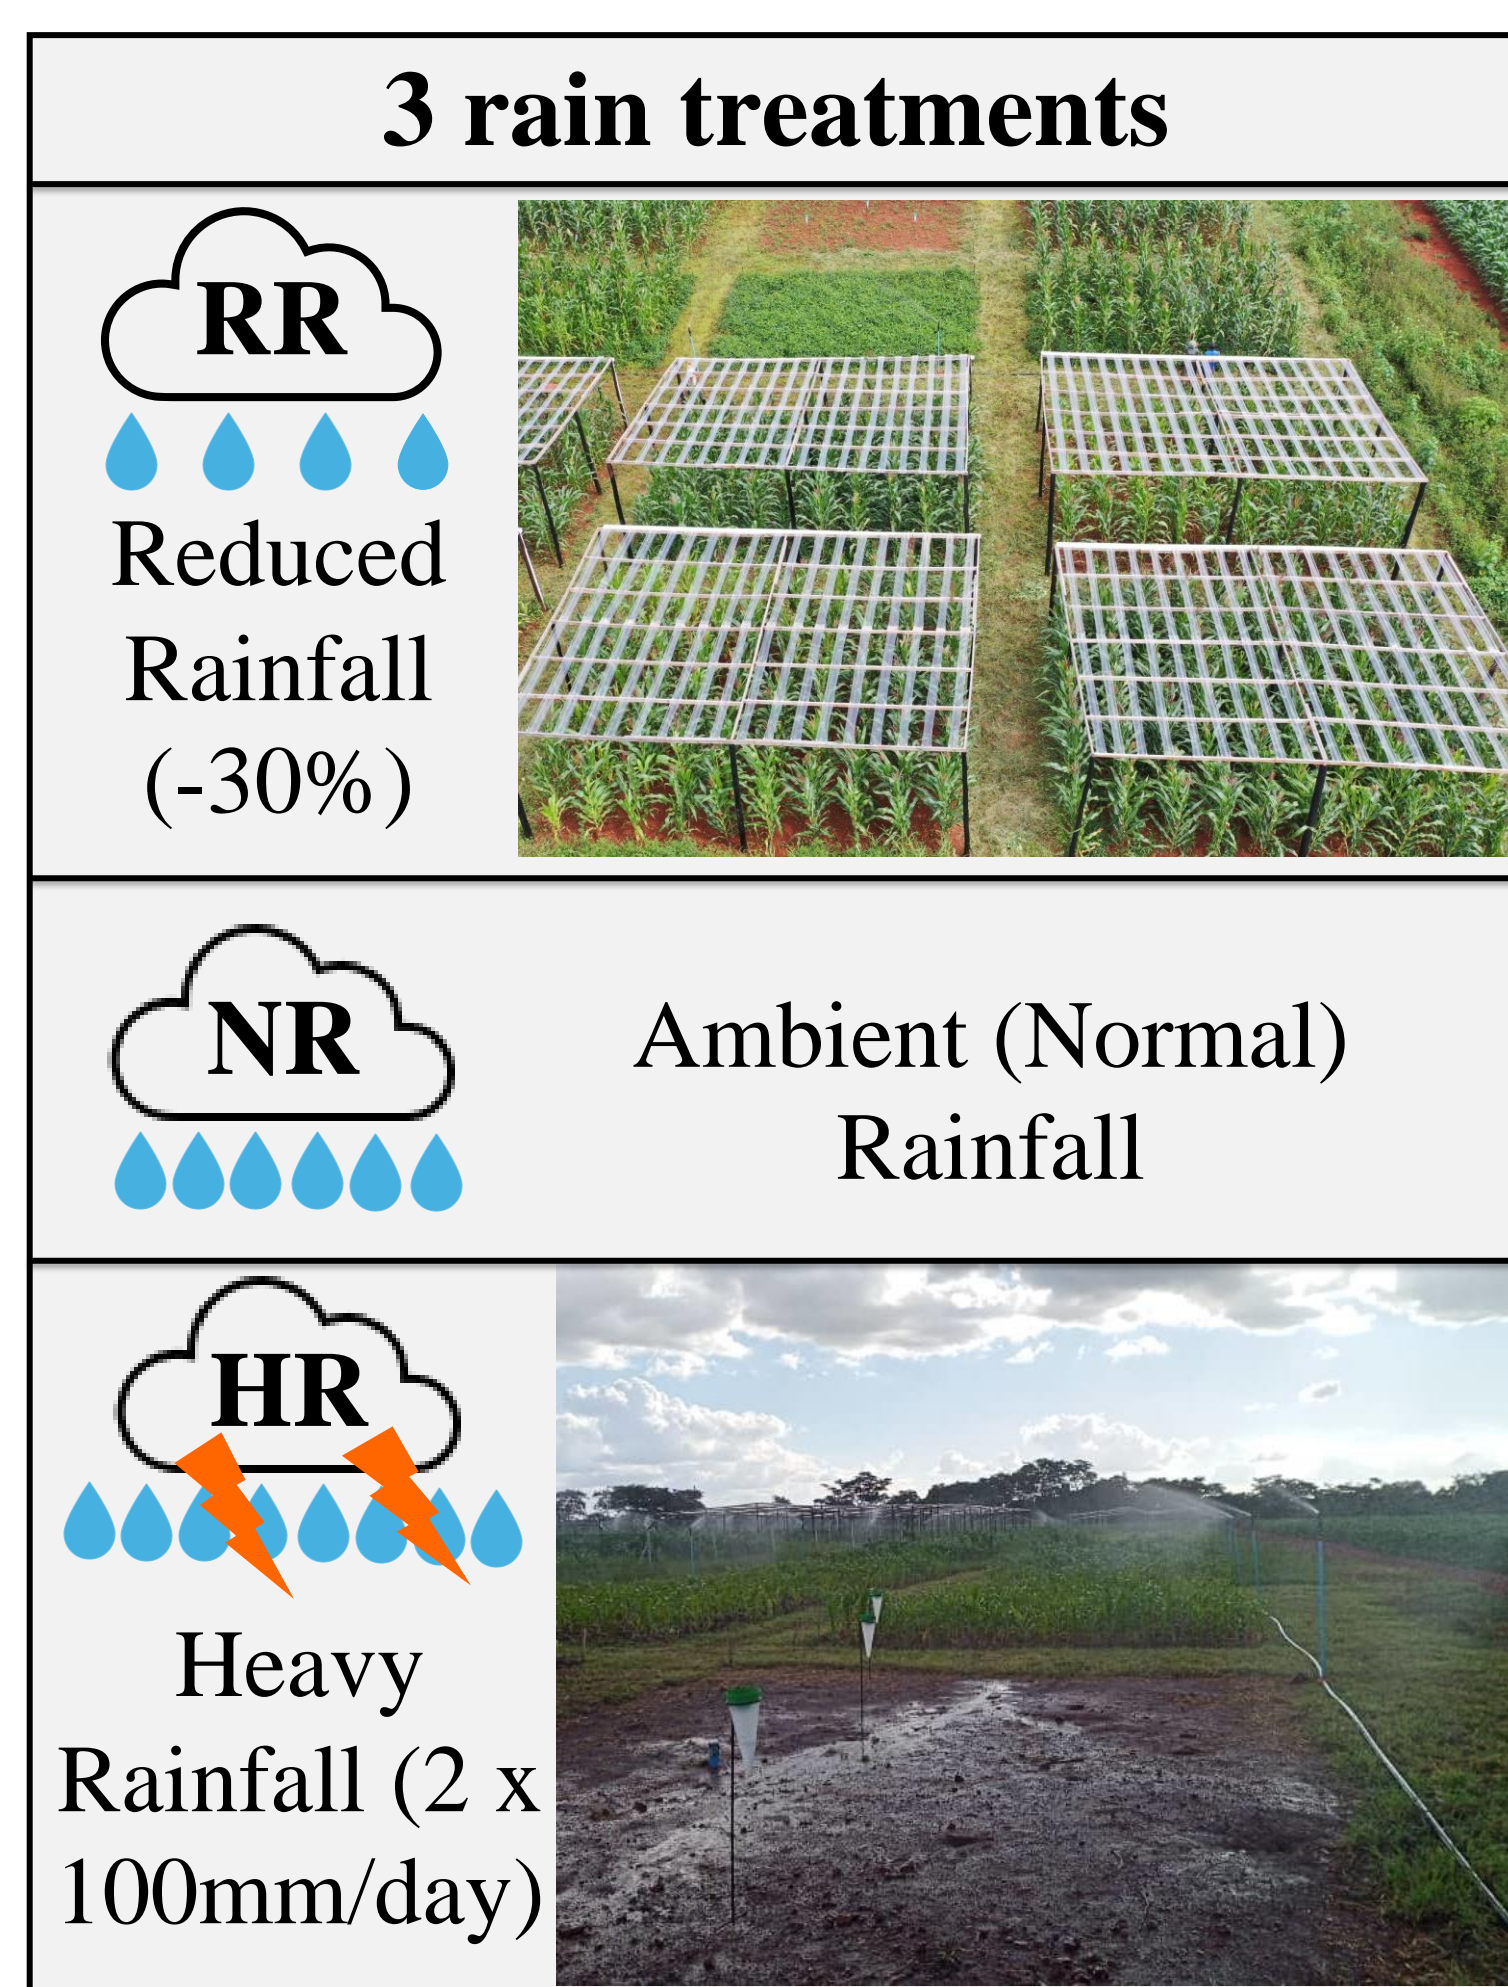 3 rain treatments
RR
Reduced
Rainfall
(-30%)
NR
Ambient (Normal)
Rainfall
HR
Heavy
Rainfall (2 x
100mm/day)